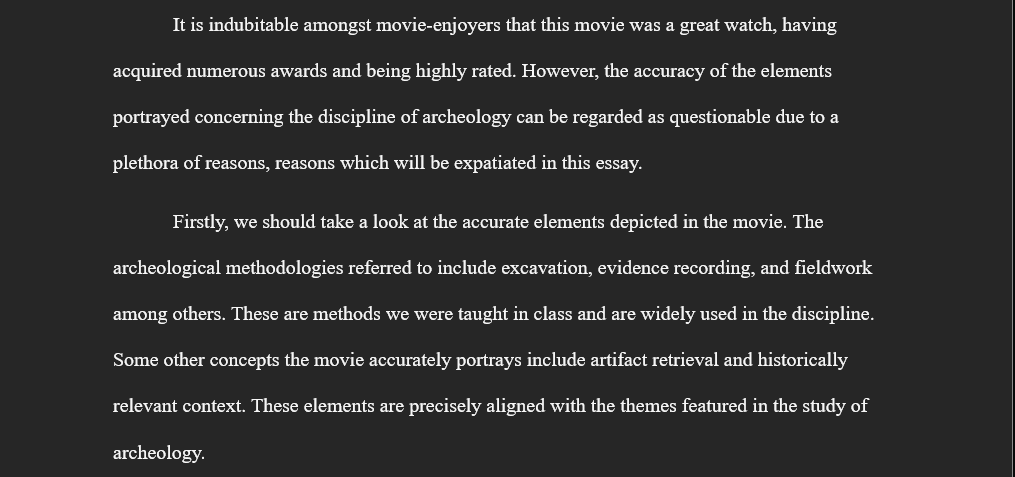 It is indubitable amongst movie-enjoyers that this movie was a great watch, having
acquired numerous awards and being highly rated. However, the accuracy of the elements
portrayed concerning the discipline of archeology can be regarded as questionable due to a
plethora of reasons, reasons which will be expatiated in this essay.
Firstly, we should take a look at the accurate elements depicted in the movie. The
archeological methodologies referred to include excavation, evidence recording, and fieldwork
among others. These are methods we were taught in class and are widely used in the discipline.
Some other concepts the movie accurately portrays include artifact retrieval and historically
relevant context. These elements are precisely aligned with the themes featured in the study of
archeology.